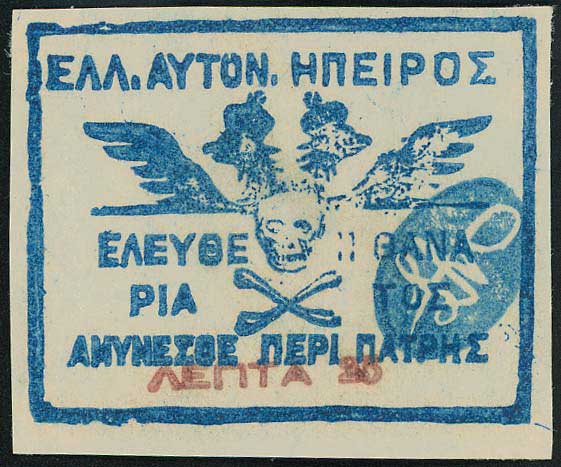 ΕΛΛ. ΑΥΤΟΝ. ΗΠΕΙΡΟΣ
ΕΛΕΥΘΕ Η ΘΑΝΑ
ΡΙΑ ΤΟΣ
ΑΜΥΝΕΣΘΕ ΠΕΡΙ ΠΑΤΡΗΣ
ΛΕΠΤΑ